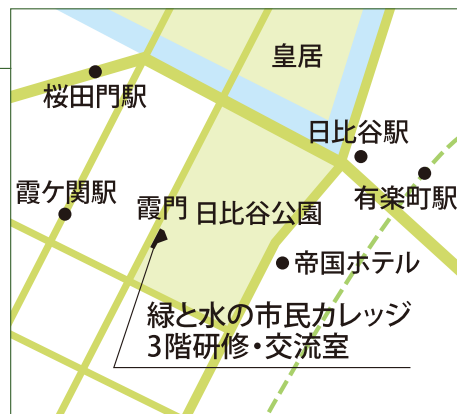 皇居
桜田門駅
日比谷駅
有楽町駅
霞ケ関駅
霞門
日比谷公園
帝国ホテル
緑と水の市民カレッジ
3階研修・交流室